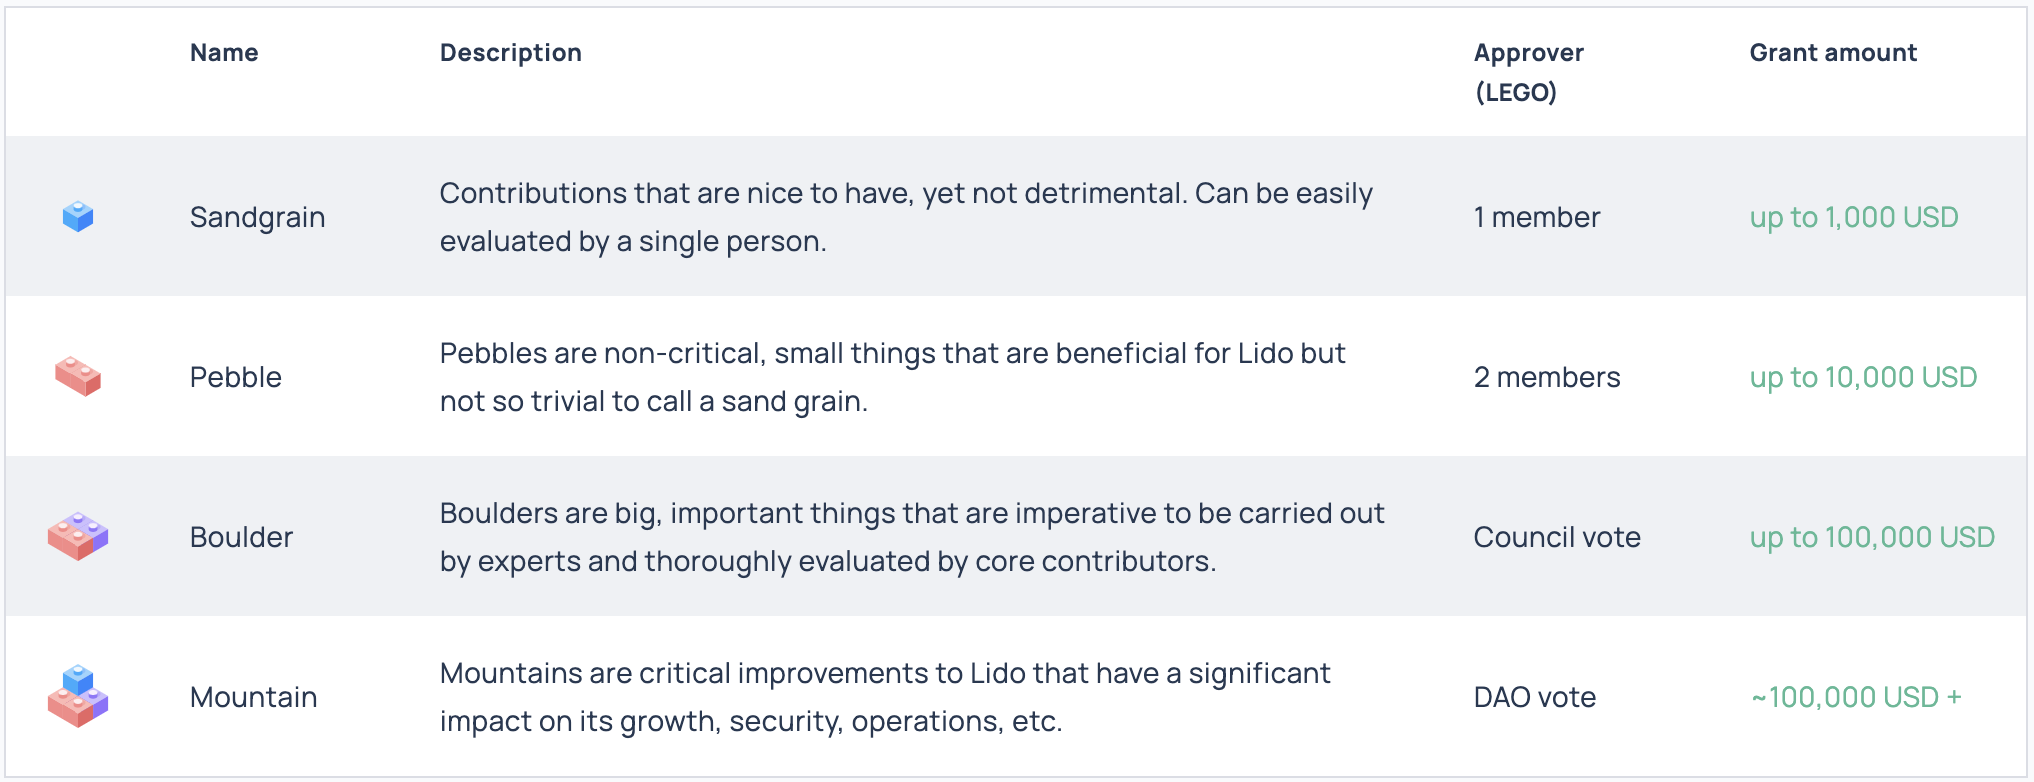 Name Description Approver (LEGO) Grant amount
Sandgrain
Contributions that are nice to have, yet not detrimental. Can be easily
evaluated by a single person.
1 member
up to 1,000 USD
Pebble
Pebbles are non-critical, small things that are beneficial for Lido but
not so trivial to call a sand grain.
2 members
up to 10,000 USD
Boulder
Boulders are big, important things that are imperative to be carried out
by experts and thoroughly evaluated by core contributors.
Council vote
up to 100,000 USD
Mountain
Mountains are critical improvements to Lido that have a significant
impact on its growth, security, operations, etc.
DAO vote
~100,000 USD +